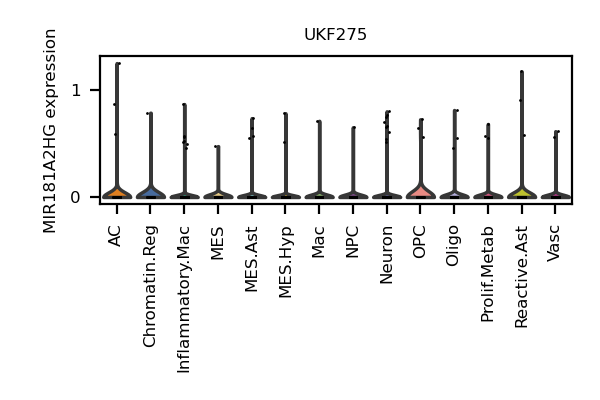 UKF275
MIR181A2HG expression
1
0
AC
Chromatin.Reg
Inflammatory.Mac
MES
MES.Ast
MES.Hyp
Mac
NPC
Neuron
OPC
Oligo
Prolif.Metab
Reactive.Ast
Vasc